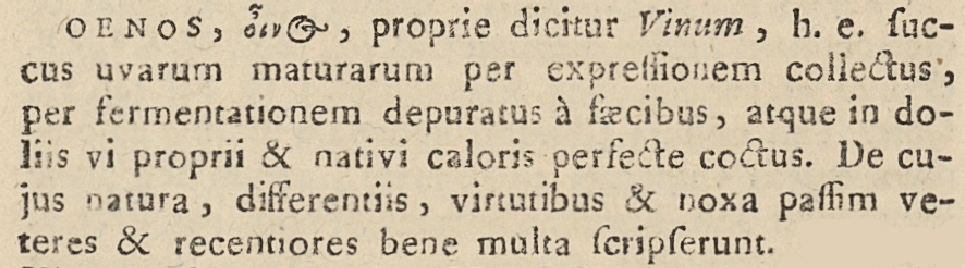 OENOS, οἶνος, proprie dicitur Vinum, h. e. ſuc-
cus uvarum maturarum per expreſſionem collectus,
per fermentationem depuratus à fæcibus, atque in do-
liis vi proprii & nativi caloris perfecte coctus. De cu-
jus natura, differentiis, virtutibus & noxa paſſim ve-
teres & recentiores bene multa ſcripſerunt.